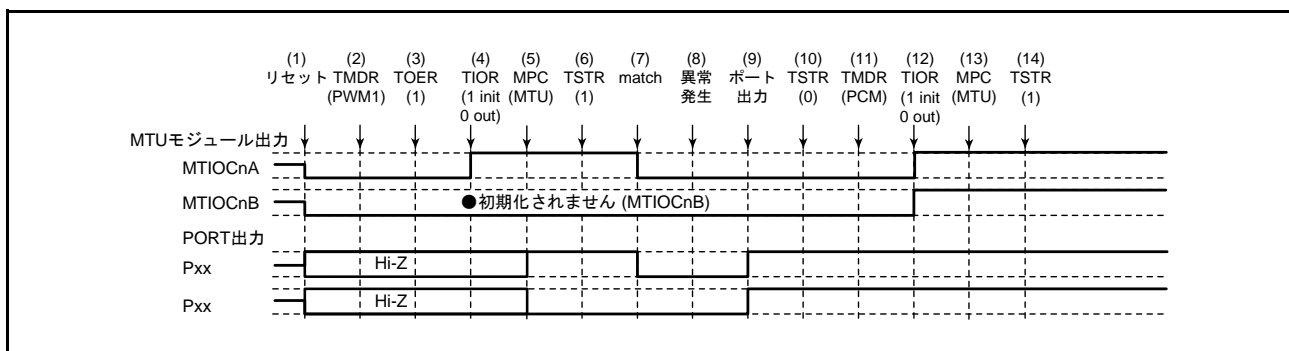 (1) (2) (3) (4) (5) (6) (7) (8) (9) (10) (11) (12) (13) (14)
リセット TMDR TOER TIOR MPC TSTR match 異常 ポート TSTR TMDR TIOR MPC TSTR
(PWM1) (1) (1 init (MTU) (1) 発生 出力 (0) (PCM) (1 init (MTU) (1)
0 out) 0 out)
MTUモジュール出力
MTIOCnA
MTIOCnB ●初期化されません (MTIOCnB)
PORT出力
Pxx Hi-Z
Pxx Hi-Z